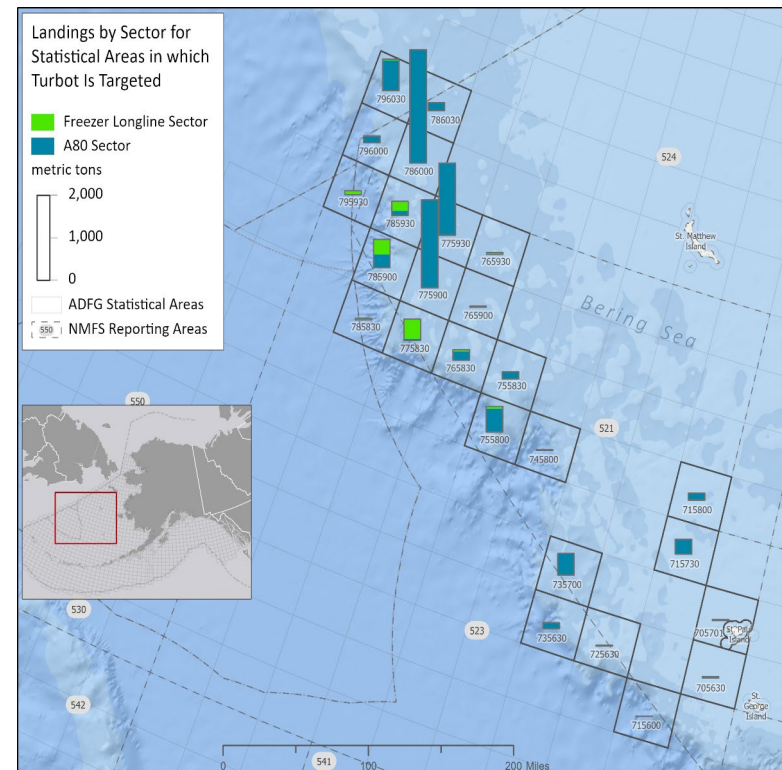 Landings by Sector for
Statistical Areas in which
Turbot Is Targeted
Freezer Longline Sector
A80 Sector
metric tons
2,000
1,000
0
ADFG Statistical Areas
550 NMFS Reporting Areas
796030
786030
796000
786000
524
795930
785930
775930
765930
St. Matthew
Island
785900
775900
765900
Bering Sea
785830
775830
765830
755830
550
755800
745800
521
715800
715730
735700
530
523
735630
725630
705701
Island
705630
542
St.
George
Island
715600
0
100
200 Miles
541